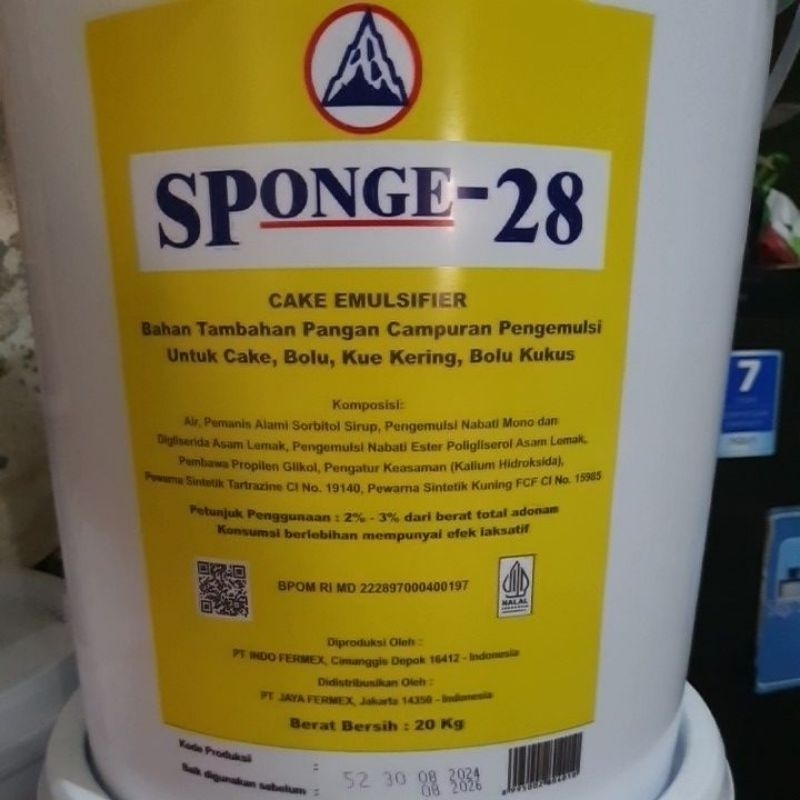 SPONGE-28
CAKE EMULSIFIER
Bahan Tambahan Pangan Campuran Pengemulsi
Untuk Cake, Bolu, Kue Kering, Bolu Kukus
Komposisi:
Air, Pemanis Alami Sorbitol Sirup, Pengemulsi Nabati Mono dan
Digliserida Asam Lemak, Pengemulsi Nabati Ester Poligliserol Asam Lemak,
Pembawa Propilen Glikol, Pengatur Keasaman (Kalium Hidroksida),
Pewarna Sintetik Tartrazine CI No. 19140, Pewarna Sintetik Kuning FCF CI No. 15985
Petunjuk Penggunaan : 2% - 3% dari berat total adonan
Konsumsi berlebihan mempunyai efek laksatif
BPOM RI MD 222897000400197
HALAL
Diproduksi Oleh :
PT INDO FERMEX, Cimanggis Depok 16412 - Indonesia
Didistribusikan Oleh :
PT JAYA FERMEX, Jakarta 14350 - Indonesia
Berat Bersih : 20 Kg
Kode Produksi : 52 30 08 2024
Baik digunakan sebelum : 08 2026
7